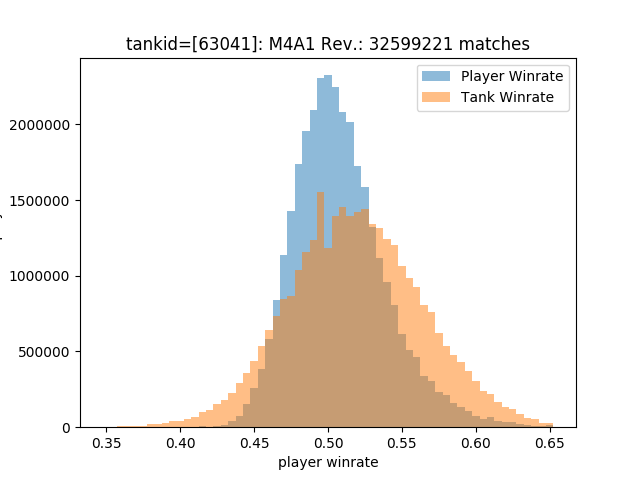 tankid=[63041]: M4A1 Rev.: 32599221 matches
Player Winrate
Tank Winrate
2000000
1500000
1000000
500000
0
0.35 0.40 0.45 0.50 0.55 0.60 0.65
player winrate